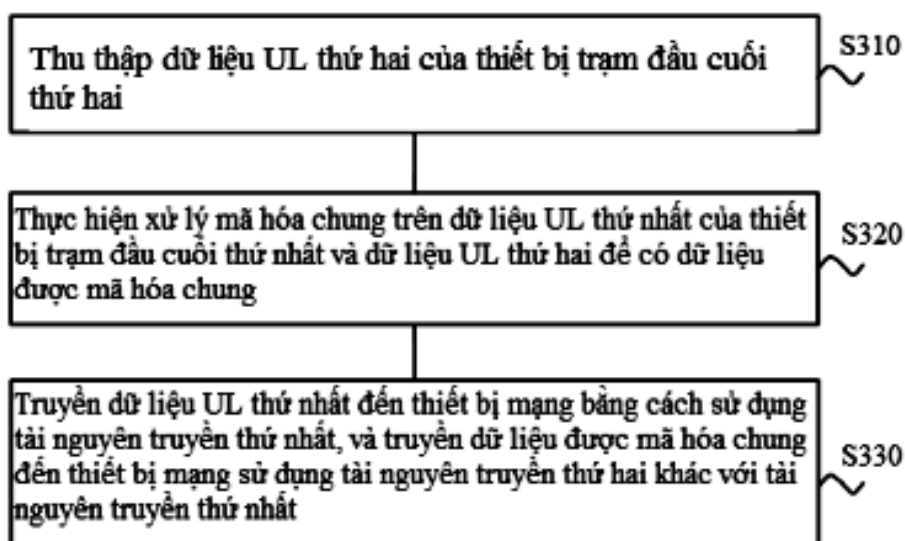 Thu thập dữ liệu UL thứ hai của thiết bị trạm đầu cuối
thứ hai
S310
Thực hiện xử lý mã hóa chung trên dữ liệu UL thứ nhất của thiết
bị trạm đầu cuối thứ nhất và dữ liệu UL thứ hai để có dữ liệu
được mã hóa chung
S320
Truyền dữ liệu UL thứ nhất đến thiết bị mạng bằng cách sử dụng
tài nguyên truyền thứ nhất, và truyền dữ liệu được mã hóa chung
đến thiết bị mạng sử dụng tài nguyên truyền thứ hai khác với tài
nguyên truyền thứ nhất
S330